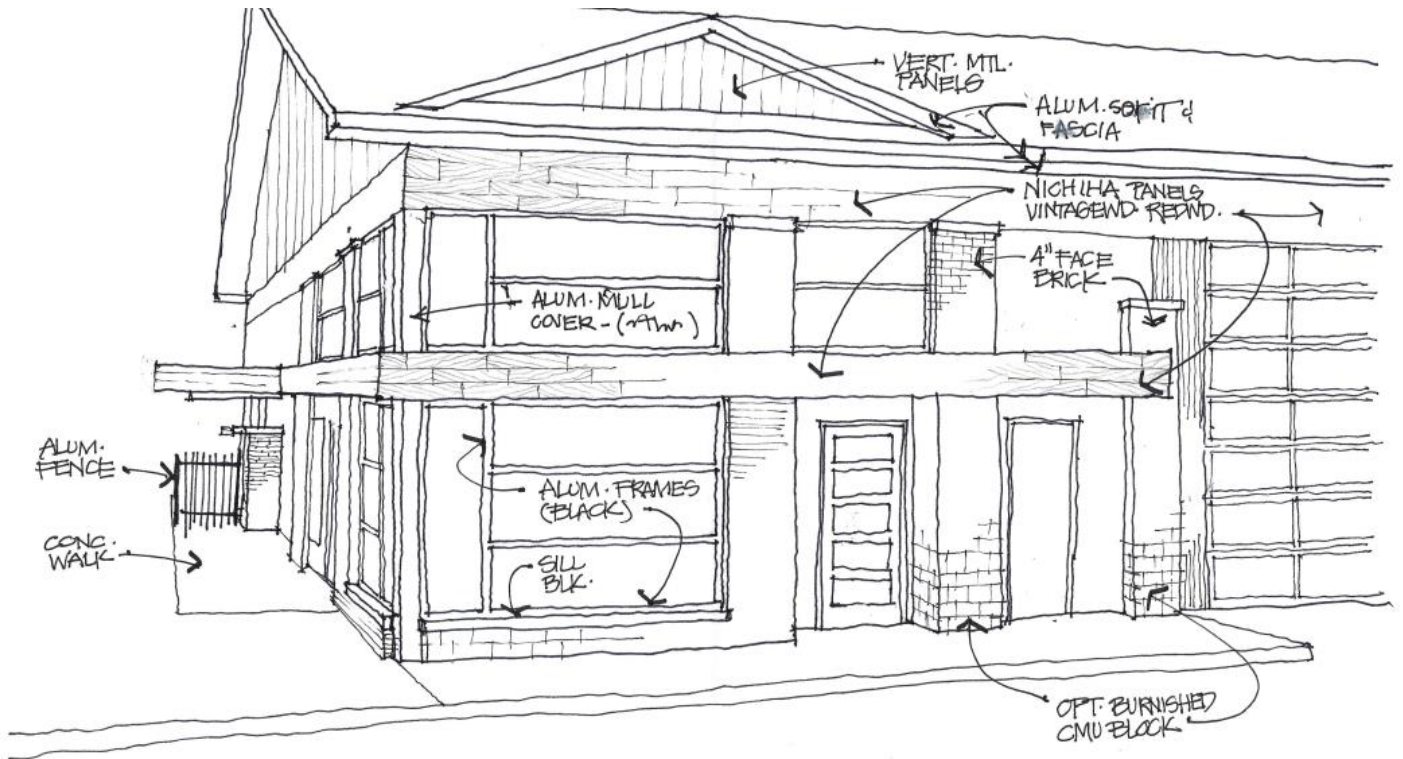 VERT. MTL.
PANELS
ALUM. SOFIT &
FASCIA
NICHIHA PANELS
VINTAGEWD. REDWD.
4" FACE
BRICK
ALUM. MULL
COVER -
ALUM.
FENCE
ALUM. FRAMES
(BLACK)
CONC.
WALK
SILL
BLK.
OPT. BURNISHED
CMU BLOCK